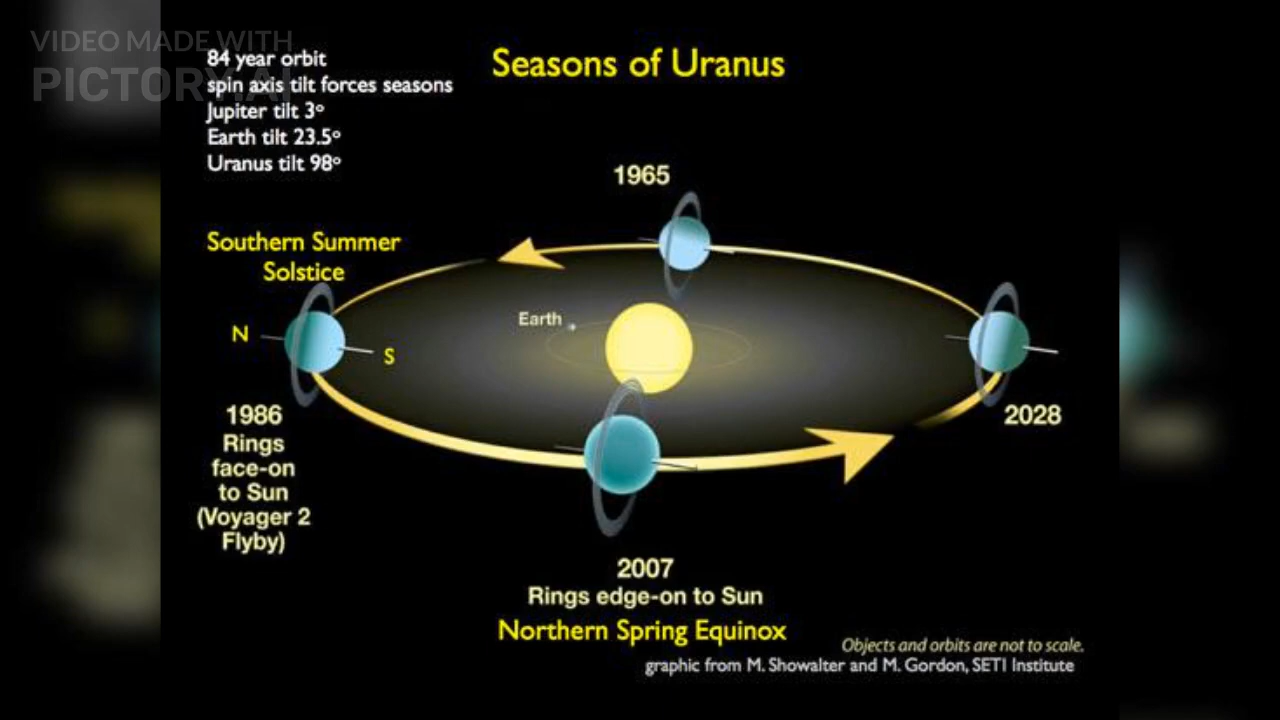 VIDEO MADE WITH
PICTORY.AI
84 year orbit
spin axis tilt forces seasons
Jupiter tilt 3°
Earth tilt 23.5°
Uranus tilt 98°
Seasons of Uranus
1965
Southern Summer
Solstice
Earth
N
S
1986
Rings
face-on
to Sun
(Voyager 2
Flyby)
2028
2007
Rings edge-on to Sun
Northern Spring Equinox
Objects and orbits are not to scale.
graphic from M. Showalter and M. Gordon, SETI Institute